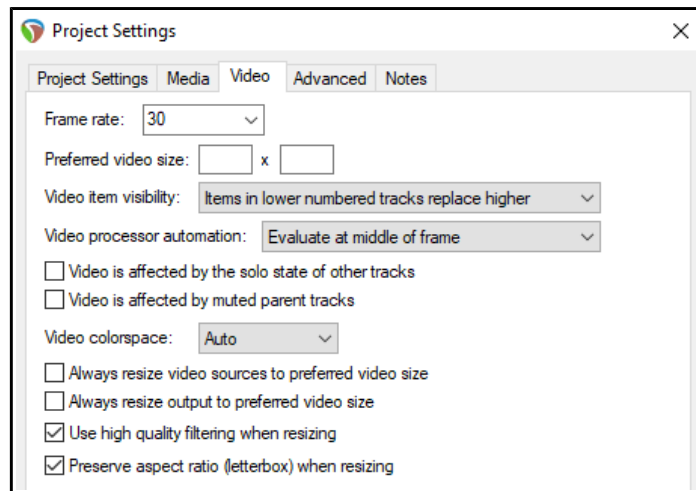 Project Settings
Project Settings Media Video Advanced Notes
Frame rate: 30
Preferred video size: x
Video item visibility: Items in lower numbered tracks replace higher
Video processor automation: Evaluate at middle of frame
Video is affected by the solo state of other tracks
Video is affected by muted parent tracks
Video colorspace: Auto
Always resize video sources to preferred video size
Always resize output to preferred video size
Use high quality filtering when resizing
Preserve aspect ratio (letterbox) when resizing